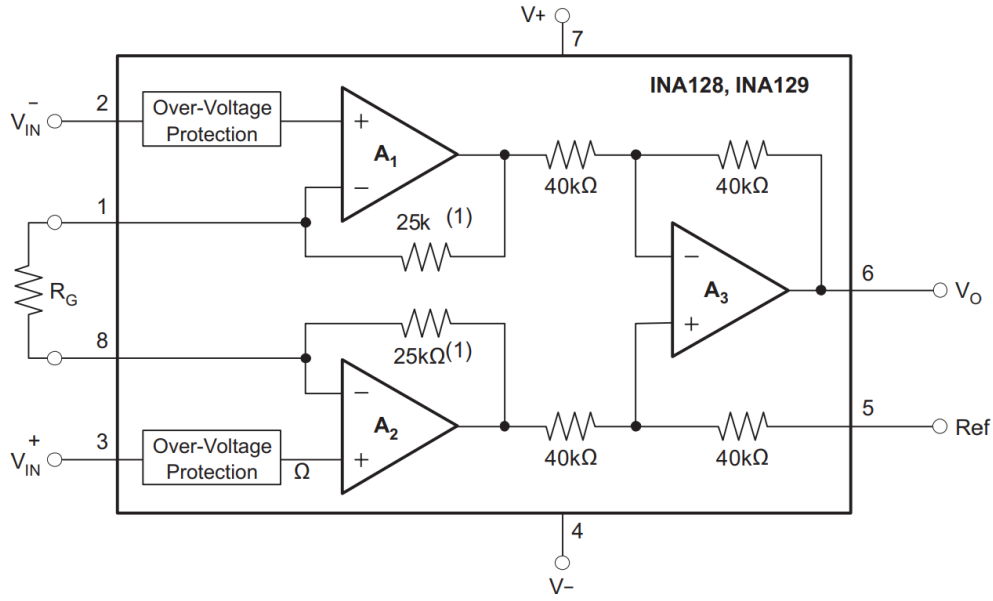 V+
7
INA128, INA129
2
V−IN
Over-Voltage
Protection
+
A1
−
40kΩ
40kΩ
1
25k (1)
RG
−
A3
+
6
VO
8
25kΩ(1)
−
A2
+
V+IN
3
Over-Voltage
Protection
Ω
40kΩ
40kΩ
5
Ref
4
V−